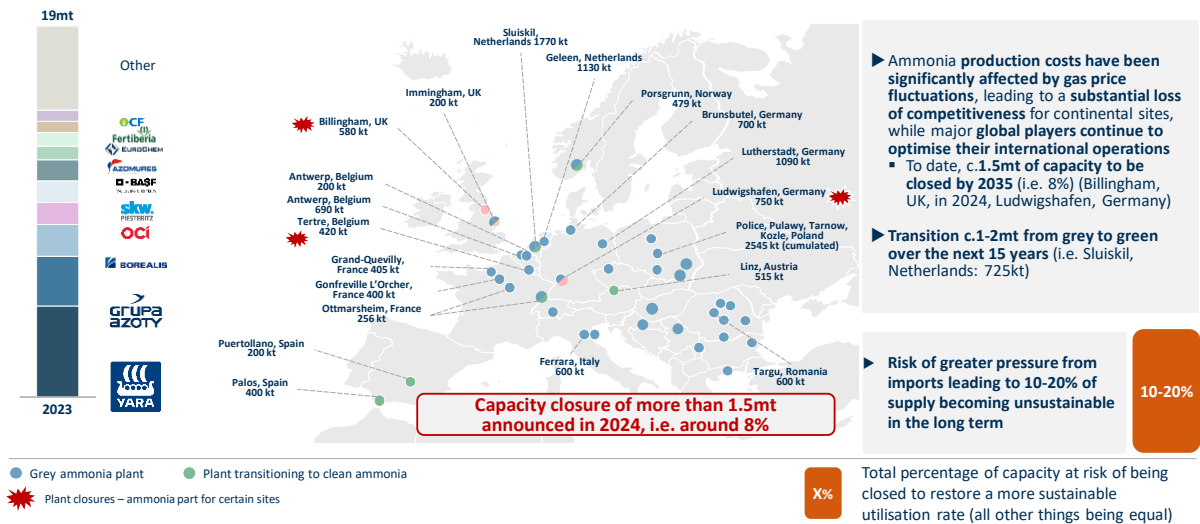 19mt
Other
CF
Fertiberia
EUROCHEM
AZOMURES
BASF
skw.
PIESTERITZ
OCI
BOREALIS
GRUPA
AZOTY
YARA
2023
Sluiskil,
Netherlands 1770 kt
Geleen, Netherlands
1130 kt
Immingham, UK
200 kt
Porsgrunn, Norway
479 kt
Billingham, UK
580 kt
Brunsbutel, Germany
700 kt
Lutherstadt, Germany
1090 kt
Antwerp, Belgium
200 kt
Antwerp, Belgium
690 kt
Tertre, Belgium
420 kt
Ludwigshafen, Germany
750 kt
Police, Pulawy, Tarnow,
Kozle, Poland
2545 kt (cumulated)
Grand-Quevilly,
France 405 kt
Gonfreville L'Orcher,
France 400 kt
Ottmarsheim, France
256 kt
Linz, Austria
515 kt
Puertollano, Spain
200 kt
Palos, Spain
400 kt
Ferrara, Italy
600 kt
Targu, Romania
600 kt
Capacity closure of more than 1.5mt
announced in 2024, i.e. around 8%
Ammonia production costs have been
significantly affected by gas price
fluctuations, leading to a substantial loss
of competitiveness for continental sites,
while major global players continue to
optimise their international operations
To date, c.1.5mt of capacity to be
closed by 2035 (i.e. 8%) (Billingham,
UK, in 2024, Ludwigshafen, Germany)
Transition c.1-2mt from grey to green
over the next 15 years (i.e. Sluiskil,
Netherlands: 725kt)
Risk of greater pressure from
imports leading to 10-20% of
supply becoming unsustainable
in the long term
10-20%
Grey ammonia plant
Plant transitioning to clean ammonia
Plant closures – ammonia part for certain sites
X%
Total percentage of capacity at risk of being
closed to restore a more sustainable
utilisation rate (all other things being equal)